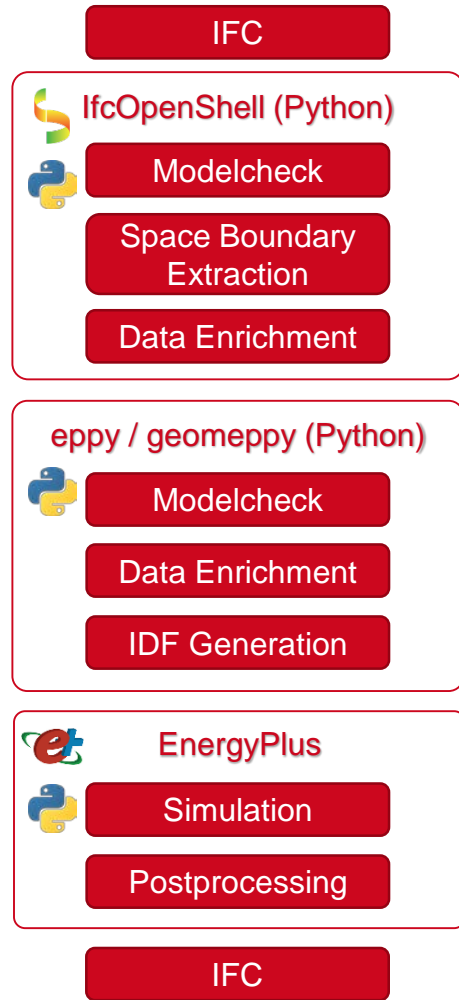 IFC
IfcOpenShell (Python)
Modelcheck
Space Boundary
Extraction
Data Enrichment
eppy / geomeppy (Python)
Modelcheck
Data Enrichment
IDF Generation
e+
EnergyPlus
Simulation
Postprocessing
IFC